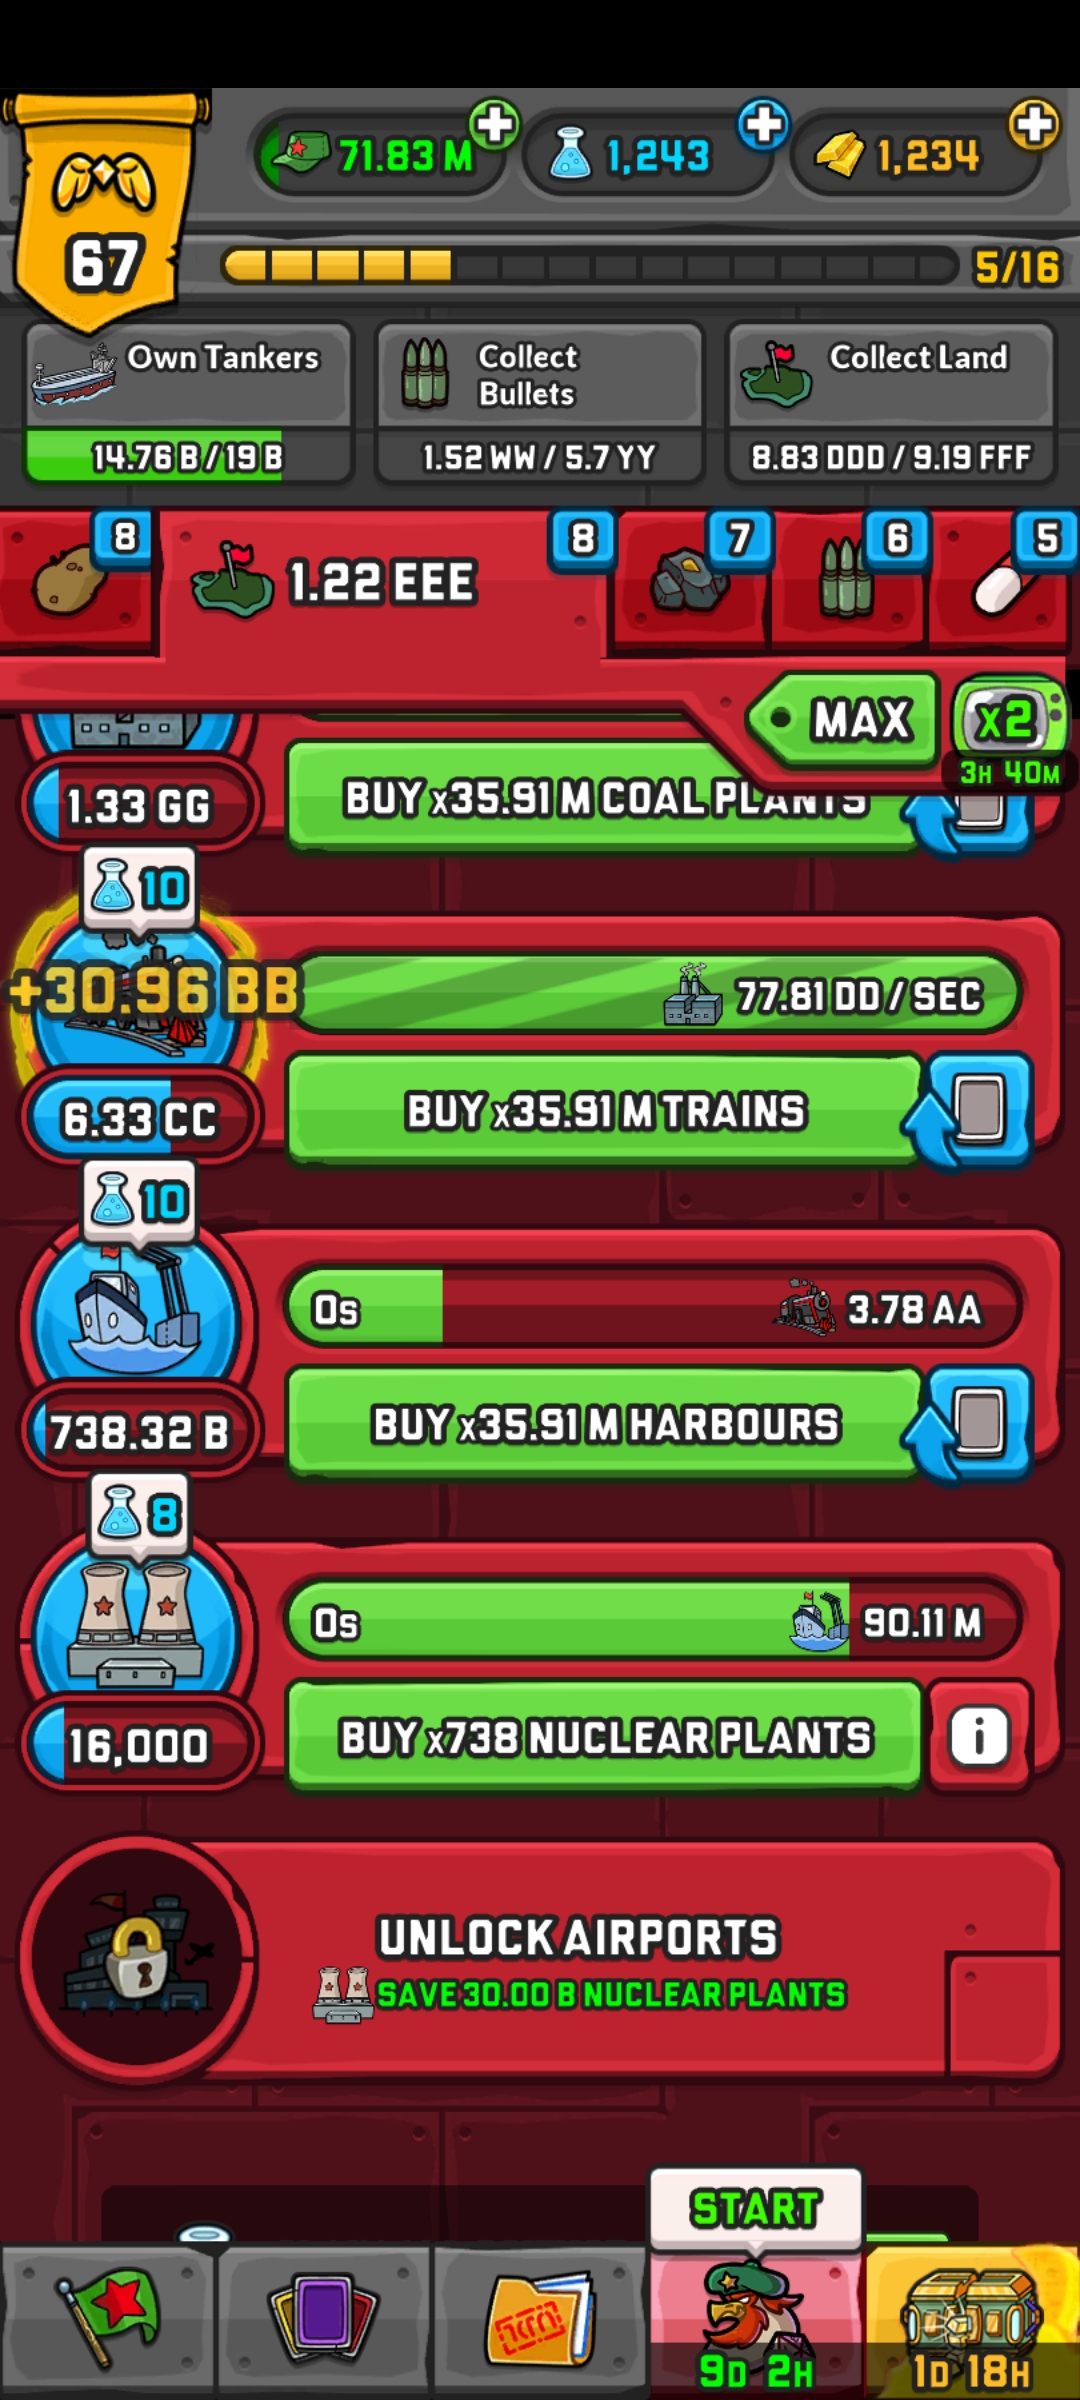 71.83 M
1,243
1,234
67
5/16
Own Tankers
14.76 B / 19 B
Collect
Bullets
1.52 WW / 5.7 YY
Collect Land
8.83 DDD / 9.19 FFF
8
1.22 EEE
8
7
6
5
MAX
x2
3H 40M
1.33 GG
BUY x35.91 M COAL PLANTS
10
+30.96 BB
77.81 DD / SEC
6.33 CC
BUY x35.91 M TRAINS
10
0s
3.78 AA
738.32 B
BUY x35.91 M HARBOURS
8
0s
90.11 M
16,000
BUY x738 NUCLEAR PLANTS
i
UNLOCK AIRPORTS
SAVE 30.00 B NUCLEAR PLANTS
START
9D 2H
1D 18H